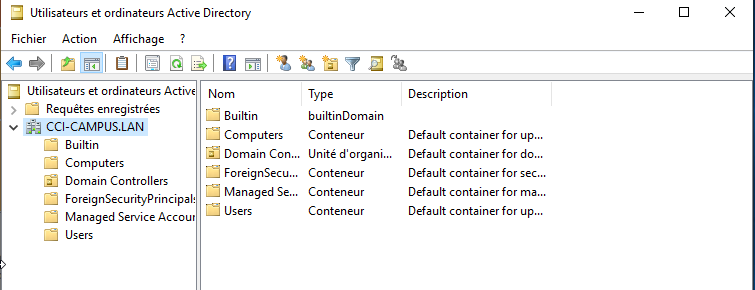 Utilisateurs et ordinateurs Active Directory
Fichier Action Affichage ?
Utilisateurs et ordinateurs Active
Requêtes enregistrées
CCI-CAMPUS.LAN
Builtin
Computers
Domain Controllers
ForeignSecurityPrincipals
Managed Service Accour
Users
Nom Type Description
Builtin builtinDomain
Computers Conteneur Default container for up...
Domain Con... Unité d'organi... Default container for do...
ForeignSecu... Conteneur Default container for sec...
Managed Se... Conteneur Default container for ma...
Users Conteneur Default container for up...